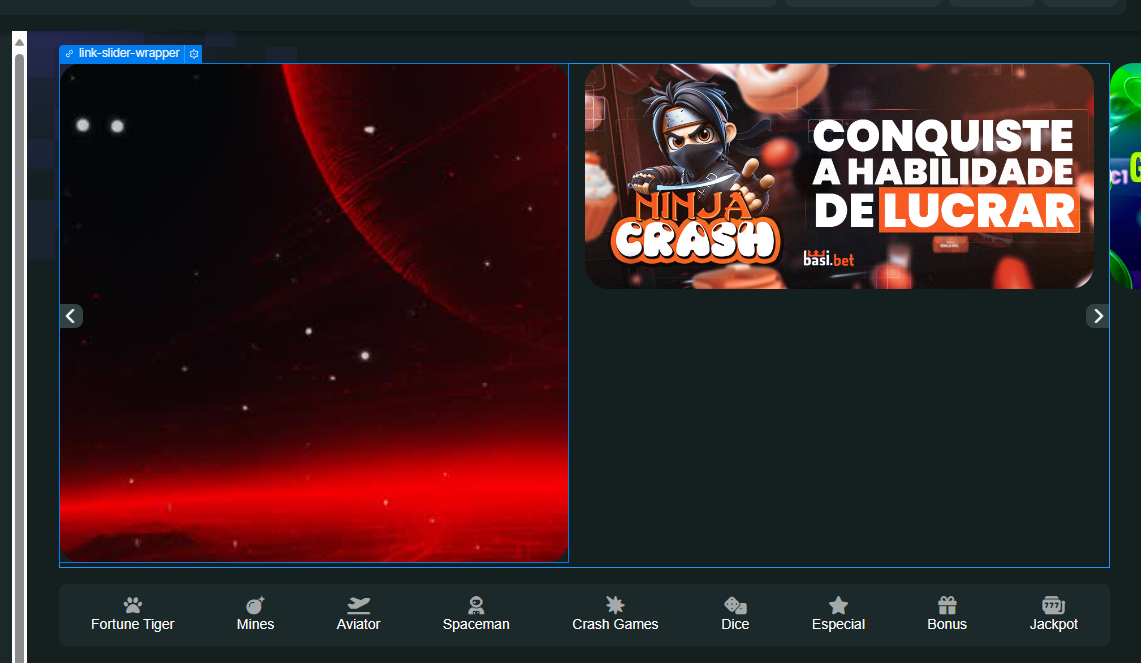 link-slider-wrapper
CONQUISTE
A HABILIDADE
DE LUCRAR
NINJA
CRASH
basi.bet
Fortune Tiger
Mines
Aviator
Spaceman
Crash Games
Dice
Especial
Bonus
777
Jackpot